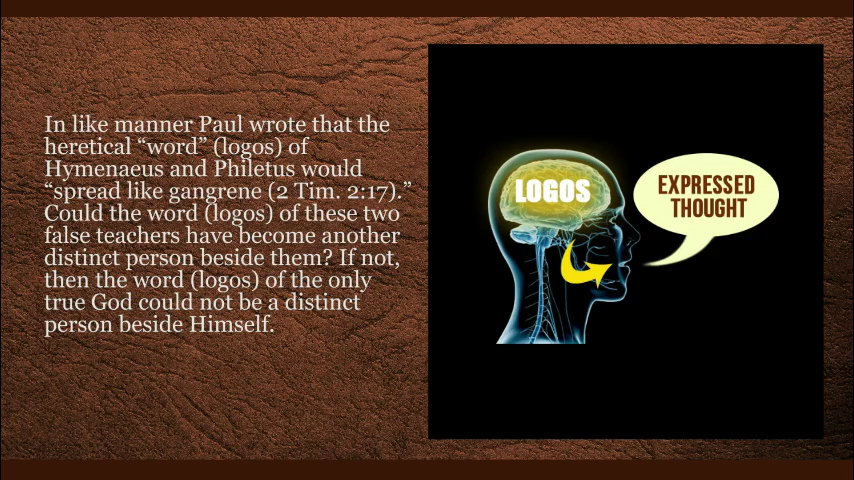 In like manner Paul wrote that the
heretical “word” (logos) of
Hymenaeus and Philetus would
“spread like gangrene (2 Tim. 2:17).”
Could the word (logos) of these two
false teachers have become another
distinct person beside them? If not,
then the word (logos) of the only
true God could not be a distinct
person beside Himself.
LOGOS
EXPRESSED
THOUGHT